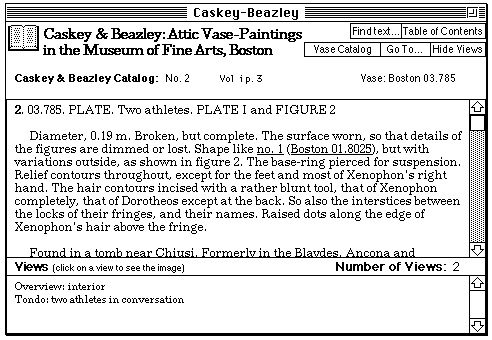 Caskey-Beazley
Caskey & Beazley: Attic Vase-Paintings
in the Museum of Fine Arts, Boston
Find text... Table of Contents
Vase Catalog Go To... Hide Views
Caskey & Beazley Catalog: No. 2 Vol i p. 3 Vase: Boston 03.785
2. 03.785. PLATE. Two athletes. PLATE I and FIGURE 2
Diameter, 0.19 m. Broken, but complete. The surface worn, so that details of
the figures are dimmed or lost. Shape like no. 1 (Boston 01.8025), but with
variations outside, as shown in figure 2. The base-ring pierced for suspension.
Relief contours throughout, except for the feet and most of Xenophon's right
hand. The hair contours incised with a rather blunt tool, that of Xenophon
completely, that of Dorotheos except at the back. So also the interstices between
the locks of their fringes, and their names. Raised dots along the edge of
Xenophon's hair above the fringe.
Found in a tomb near Chiusi. Formerly in the Blaydes, Ancona and
Views (click on a view to see the image) Number of Views: 2
Overview: interior
Tondo: two athletes in conversation